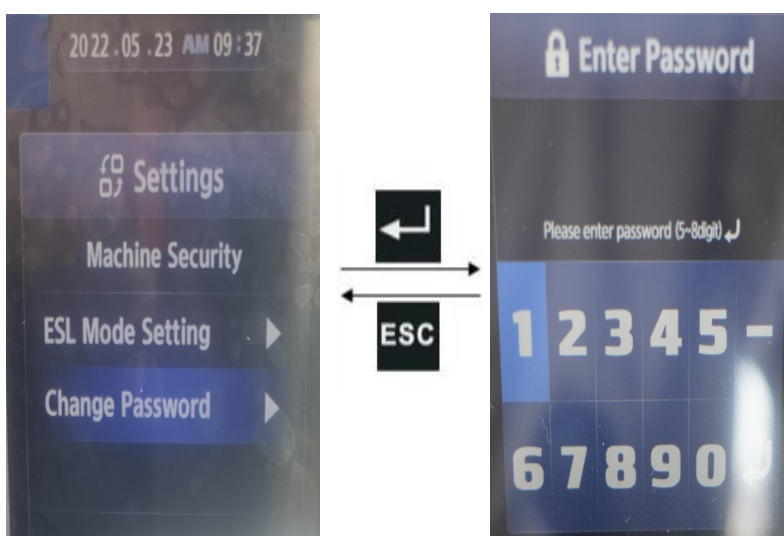 2022.05.23 AM 09:37
Settings
Machine Security
ESL Mode Setting
Change Password
ESC
Enter Password
Please enter password (5~8digit)
1 2 3 4 5 -
6 7 8 9 0